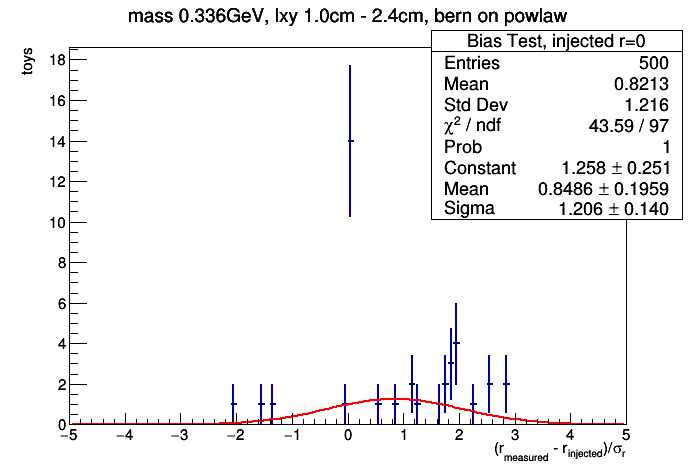 mass 0.336GeV, lxy 1.0cm - 2.4cm, bern on powlaw
Bias Test, injected r=0
Entries 500
Mean 0.8213
Std Dev 1.216
χ² / ndf 43.59 / 97
Prob 1
Constant 1.258 ± 0.251
Mean 0.8486 ± 0.1959
Sigma 1.206 ± 0.140
toys
18
16
14
12
10
8
6
4
2
0
−5 −4 −3 −2 −1 0 1 2 3 4 5
(r_measured - r_injected)/σ_r